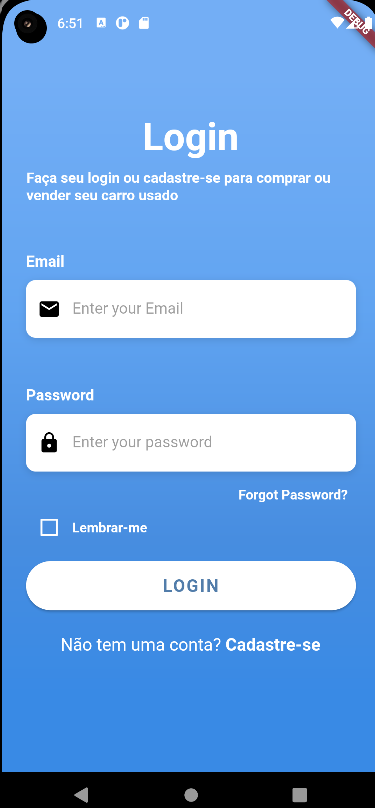 6:51
DEBUG
Login
Faça seu login ou cadastre-se para comprar ou
vender seu carro usado
Email
Enter your Email
Password
Enter your password
Forgot Password?
Lembrar-me
LOGIN
Não tem uma conta? Cadastre-se